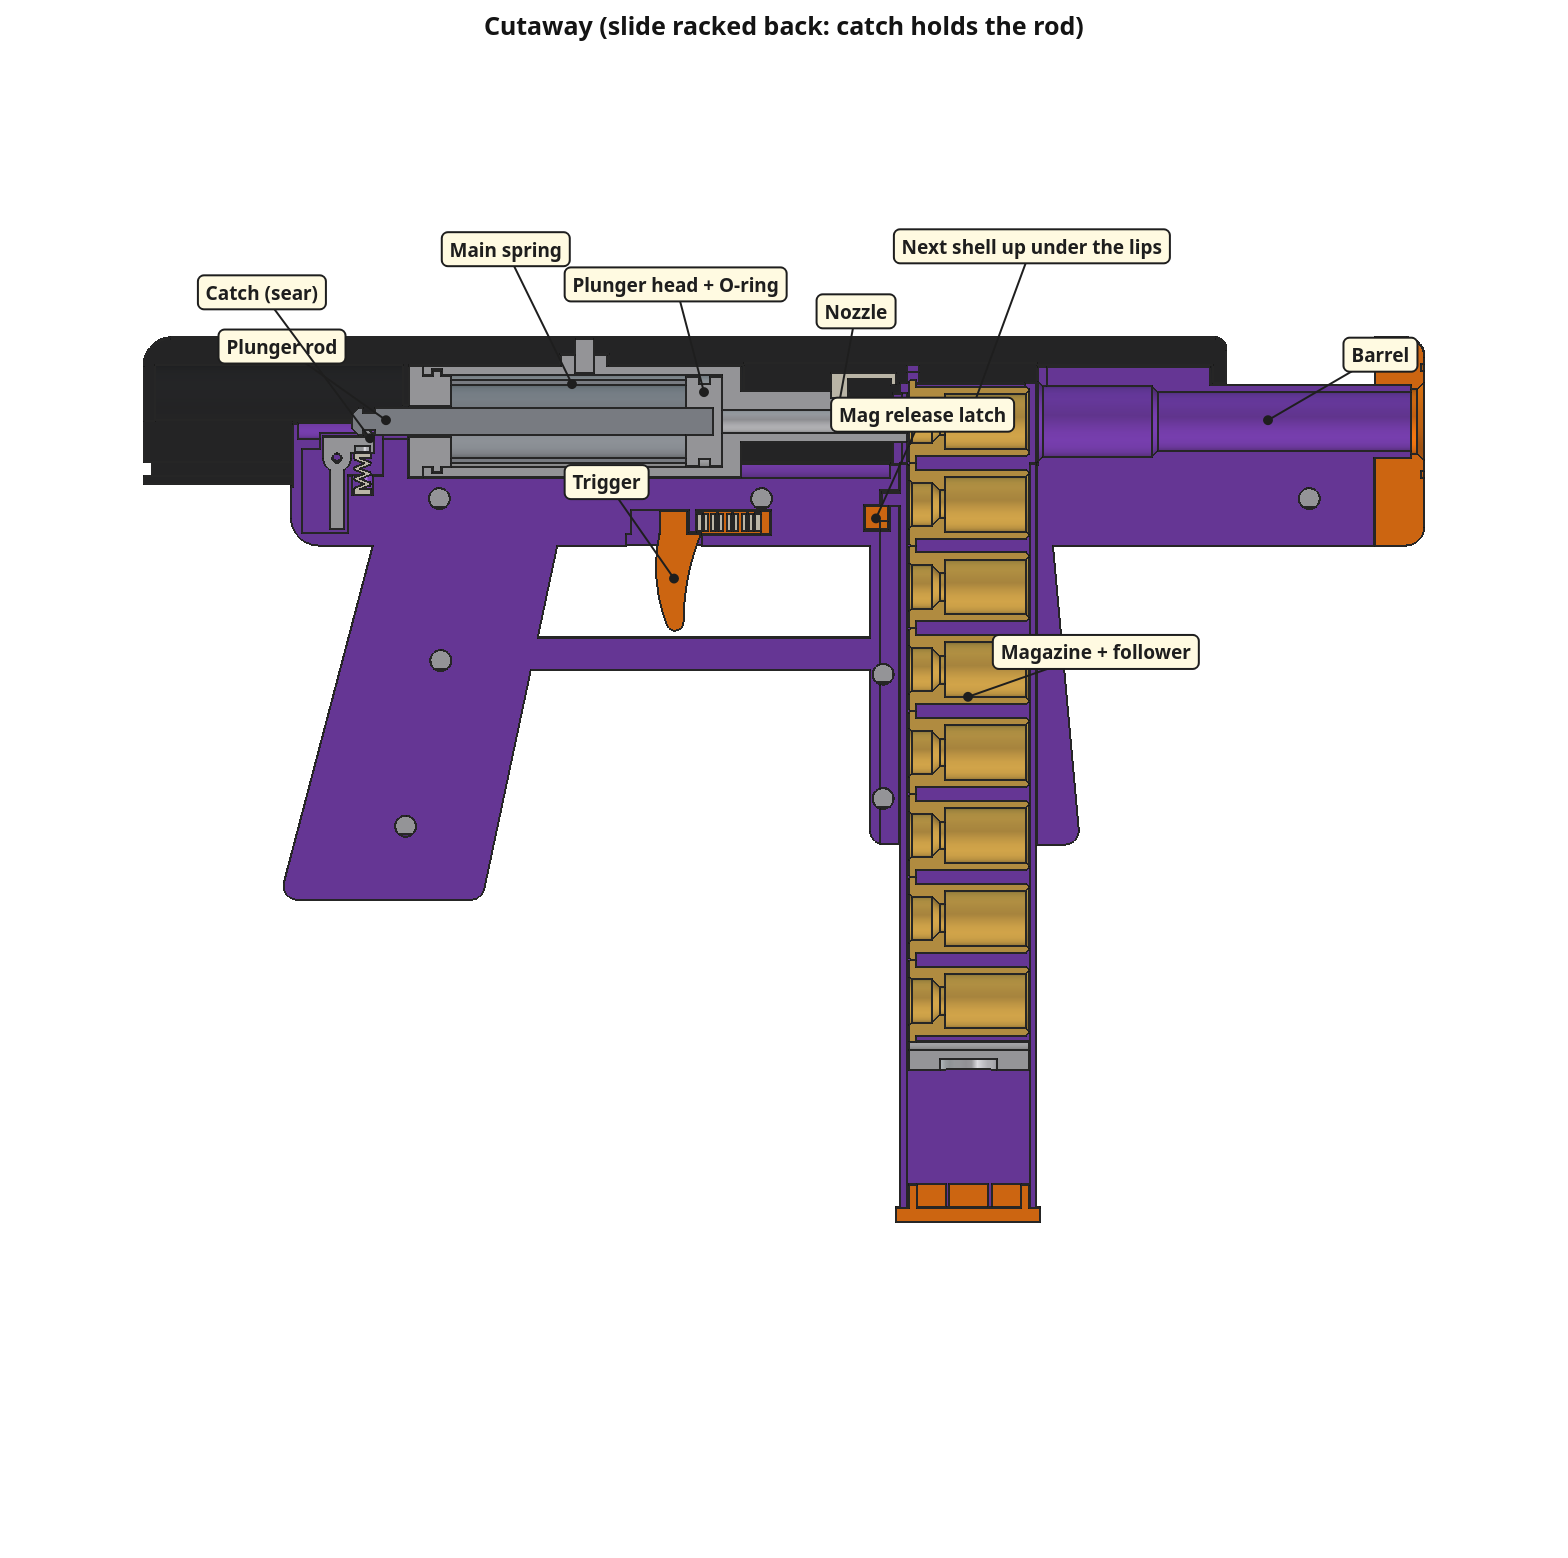 Cutaway (slide racked back: catch holds the rod)
Next shell up under the lips
Main spring
Plunger head + O-ring
Catch (sear)
Nozzle
Plunger rod
Barrel
Mag release latch
Trigger
Magazine + follower